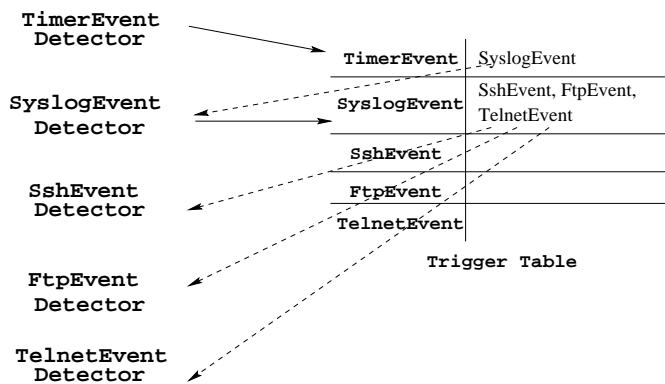 TimerEvent
Detector
SyslogEvent
Detector
SshEvent
Detector
FtpEvent
Detector
TelnetEvent
Detector
TimerEvent SyslogEvent
SyslogEvent SshEvent, FtpEvent,
TelnetEvent
SshEvent
FtpEvent
TelnetEvent
Trigger Table